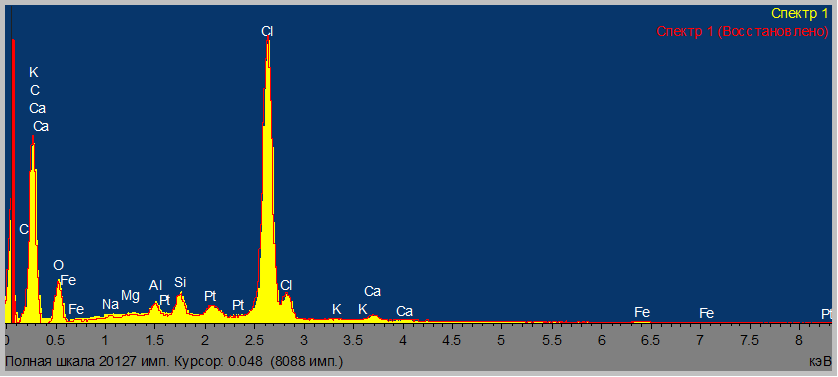 Спектр 1
Спектр 1 (Восстановлено)
Cl
K
C
Ca
Ca
C
O
Fe
Fe
Na
Mg
Al
Pt
Si
Pt
Pt
Cl
K
K
Ca
Ca
Fe
Fe
Pt
0 0.5 1 1.5 2 2.5 3 3.5 4 4.5 5 5.5 6 6.5 7 7.5 8
Полная шкала 20127 имп. Курсор: 0.048 (8088 имп.) кэВ